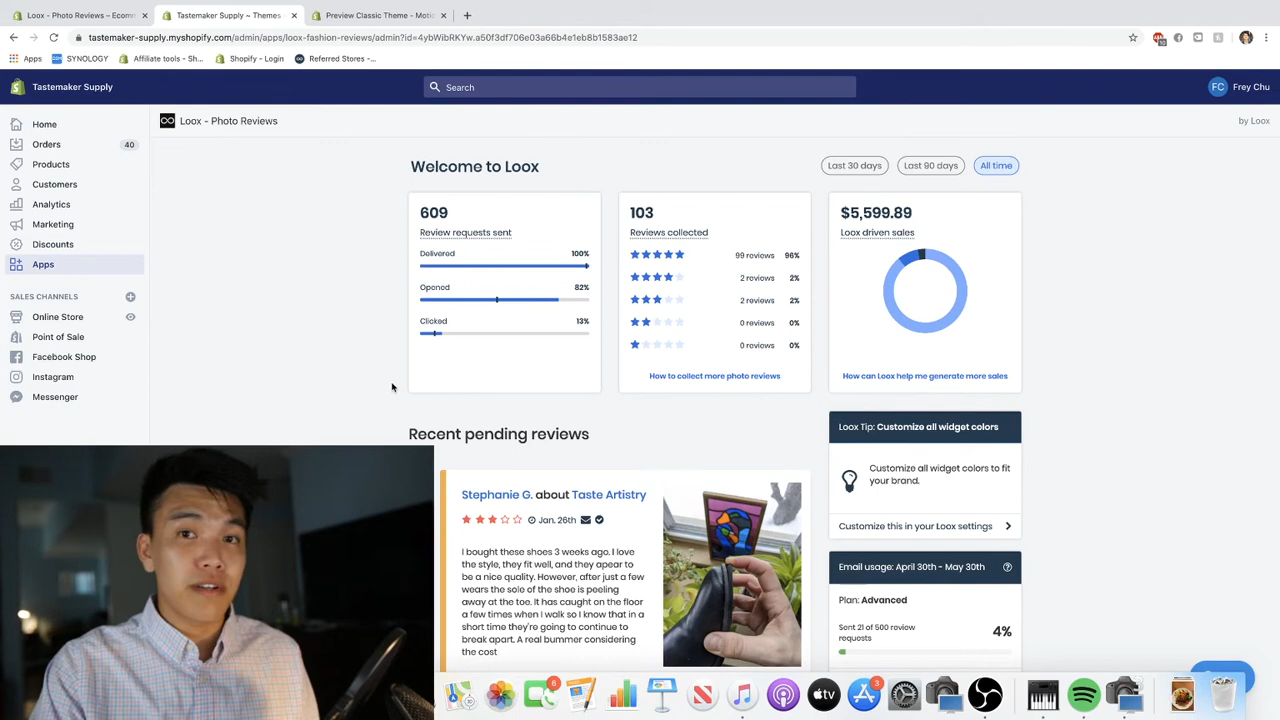 Loox - Photo Reviews – Ecomm
Tastemaker Supply ~ Themes
Preview Classic Theme - Motio
tastemaker-supply.myshopify.com/admin/apps/loox-fashion-reviews/admin?id=4ybWibRKYw.a50f3df706e03a66b4e1eb8b1583ae12
Apps
SYNOLOGY
Affiliate tools - Sh...
Shopify - Login
Referred Stores -...
Tastemaker Supply
Search
FC
Frey Chu
Loox - Photo Reviews
by Loox
Home
Orders
40
Products
Customers
Analytics
Marketing
Discounts
Apps
SALES CHANNELS
Online Store
Point of Sale
Facebook Shop
Instagram
Messenger
Welcome to Loox
Last 30 days
Last 90 days
All time
609
Review requests sent
Delivered
100%
Opened
82%
Clicked
13%
103
Reviews collected
99 reviews
96%
2 reviews
2%
2 reviews
2%
0 reviews
0%
0 reviews
0%
How to collect more photo reviews
$5,599.89
Loox driven sales
How can Loox help me generate more sales
Recent pending reviews
Stephanie G. about Taste Artistry
Jan. 26th
I bought these shoes 3 weeks ago. I love
the style, they fit well, and they apear to
be a nice quality. However, after just a few
wears the sole of the shoe is peeling
away at the toe. It has caught on the floor
a few times when I walk so I know that in a
short time they're going to continue to
break apart. A real bummer considering
the cost
Loox Tip: Customize all widget colors
Customize all widget colors to fit
your brand.
Customize this in your Loox settings
Email usage: April 30th - May 30th
Plan: Advanced
Sent 21 of 500 review
requests
4%
6
3
tv